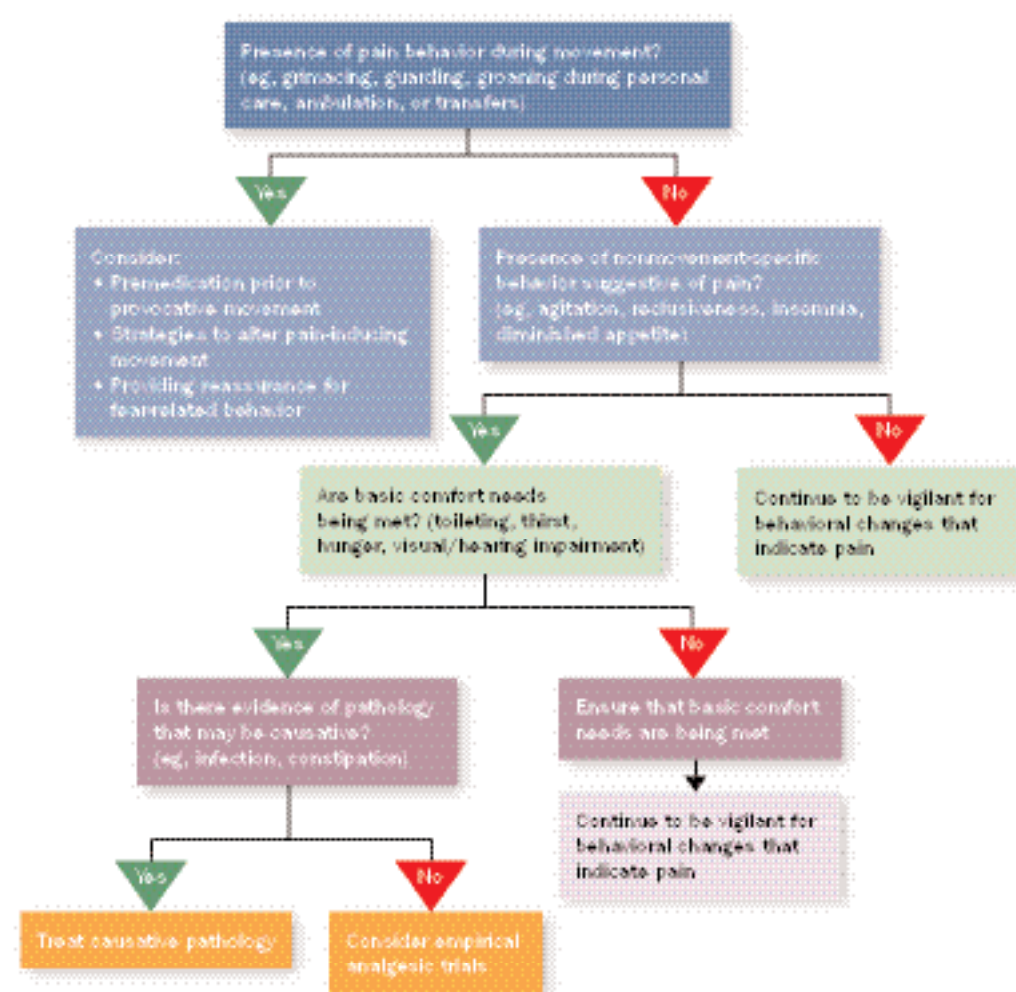 Presence of pain behavior during movement?
(eg, grimacing, guarding, groaning during personal
care, ambulation, or transfers)
Yes
No
Consider:
• Premedication prior to
provocative movement
• Strategies to alter pain-inducing
movement
• Providing reassurance for
fear-related behavior
Presence of nonmovement-specific
behavior suggestive of pain?
(eg, agitation, reclusiveness, insomnia,
diminished appetite)
Yes
No
Are basic comfort needs
being met? (toileting, thirst,
hunger, visual/hearing impairment)
Continue to be vigilant for
behavioral changes that
indicate pain
Yes
No
Is there evidence of pathology
that may be causative?
(eg, infection, constipation)
Ensure that basic comfort
needs are being met
Continue to be vigilant for
behavioral changes that
indicate pain
Yes
No
Treat causative pathology
Consider empirical
analgesic trials